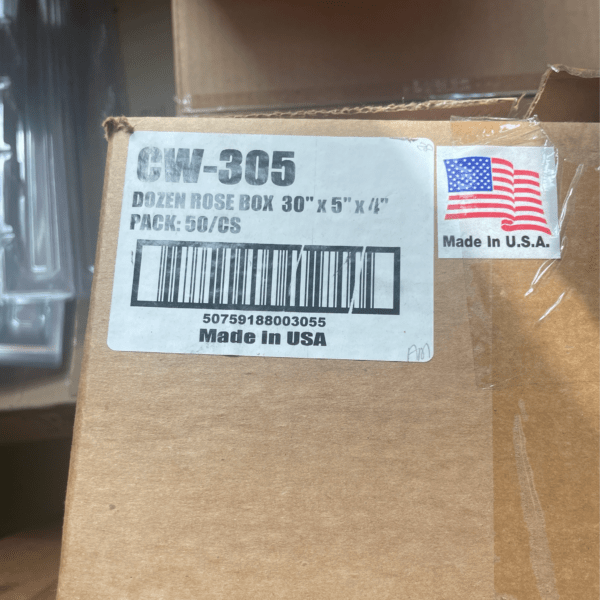 CW-305
DOZEN ROSE BOX 30" x 5" x 4"
PACK: 50/CS
50759188003055
Made in USA
Made In U.S.A.